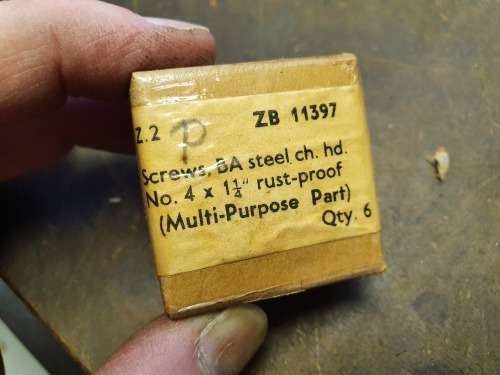 Z.2 P ZB 11397
Screws, BA steel ch. hd.
No. 4 x 1¼" rust-proof
(Multi-Purpose Part)
Qty. 6